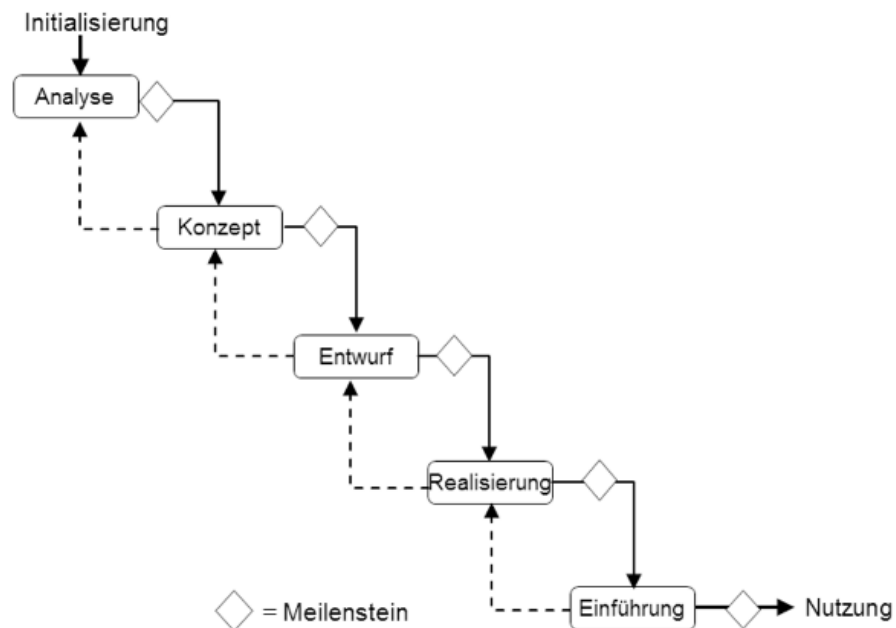 Initialisierung
Analyse
Konzept
Entwurf
Realisierung
Einführung
Nutzung
= Meilenstein